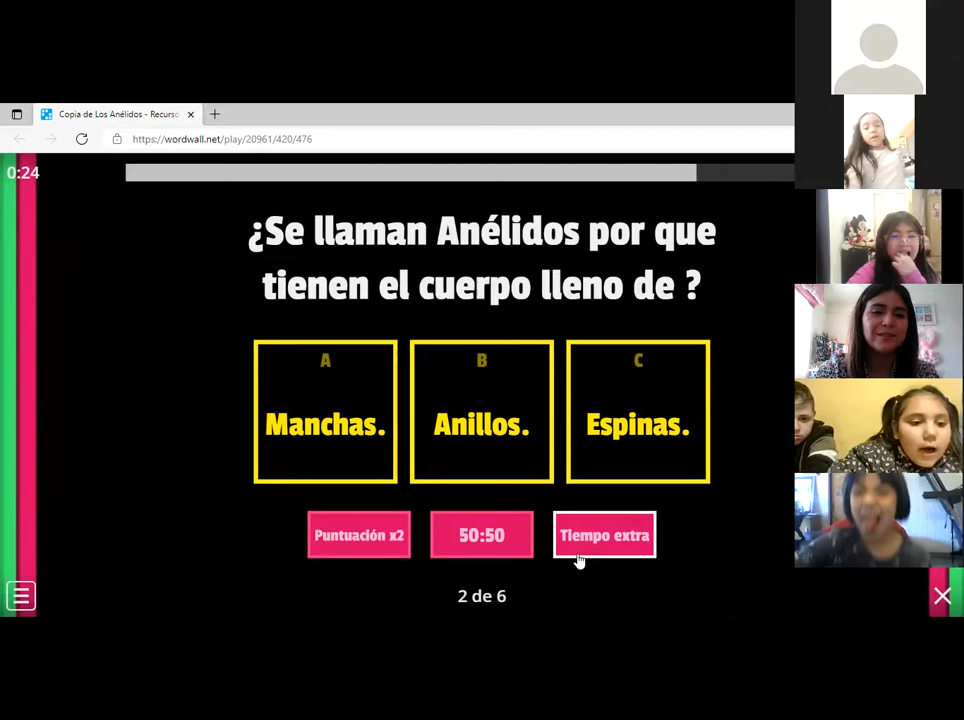 Copia de Los Anélidos - Recurso
https://wordwall.net/play/20961/420/476
0:24
¿Se llaman Anélidos por que
tienen el cuerpo lleno de ?
A
B
C
Manchas.
Anillos.
Espinas.
Puntuación x2
50:50
Tiempo extra
2 de 6